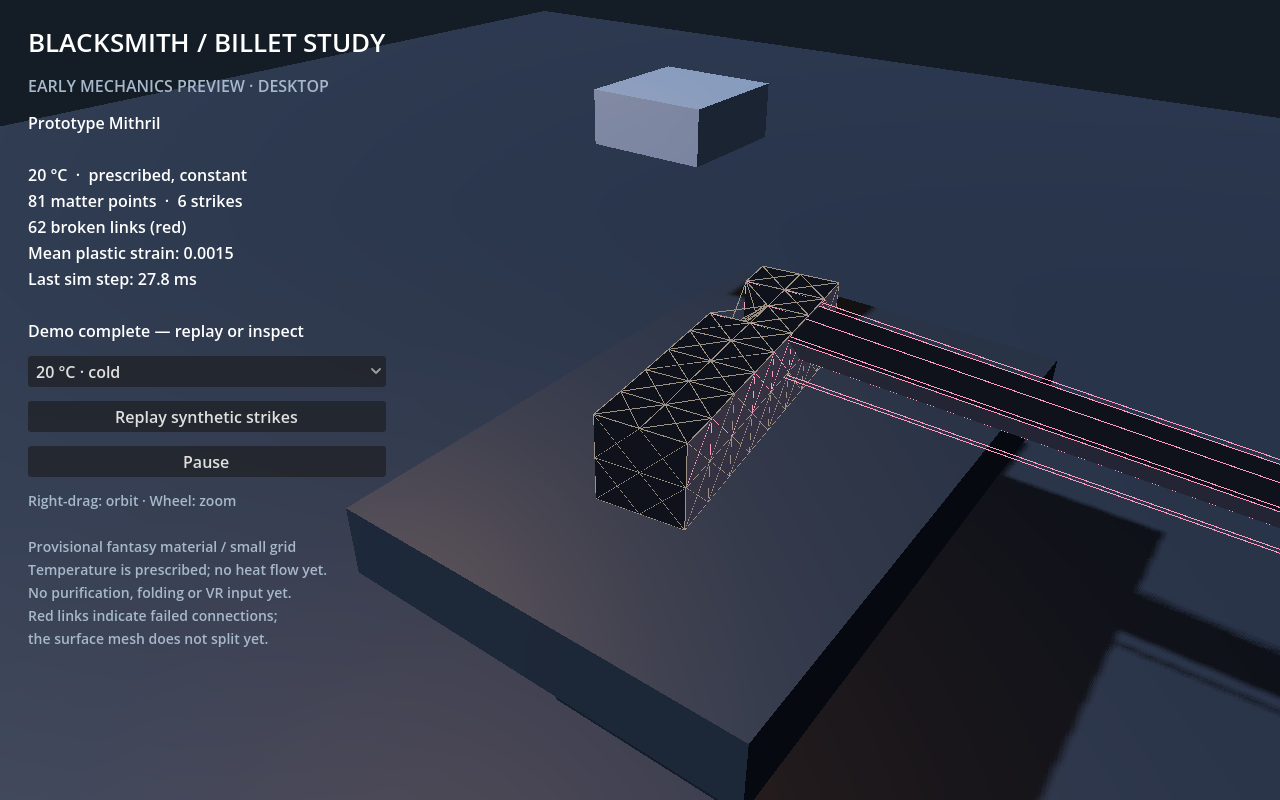 BLACKSMITH / BILLET STUDY
EARLY MECHANICS PREVIEW · DESKTOP
Prototype Mithril
20 °C · prescribed, constant
81 matter points · 6 strikes
62 broken links (red)
Mean plastic strain: 0.0015
Last sim step: 27.8 ms
Demo complete — replay or inspect
20 °C · cold
Replay synthetic strikes
Pause
Right-drag: orbit · Wheel: zoom
Provisional fantasy material / small grid
Temperature is prescribed; no heat flow yet.
No purification, folding or VR input yet.
Red links indicate failed connections;
the surface mesh does not split yet.